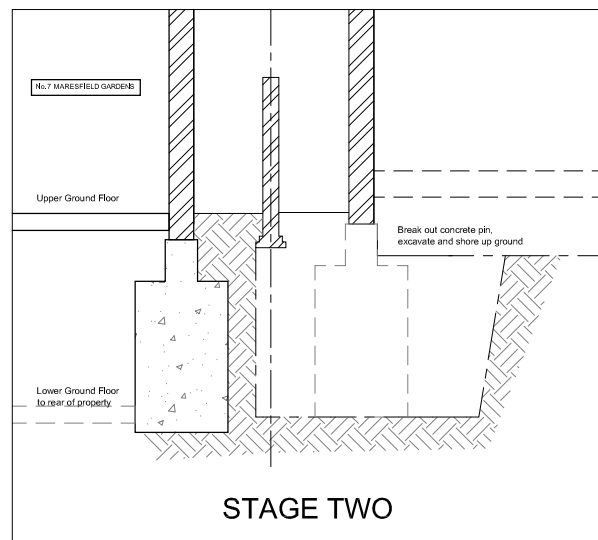 No.7 MARESFIELD GARDENS
Upper Ground Floor
Break out concrete pin,
excavate and shore up ground
Lower Ground Floor
to rear of property
STAGE TWO